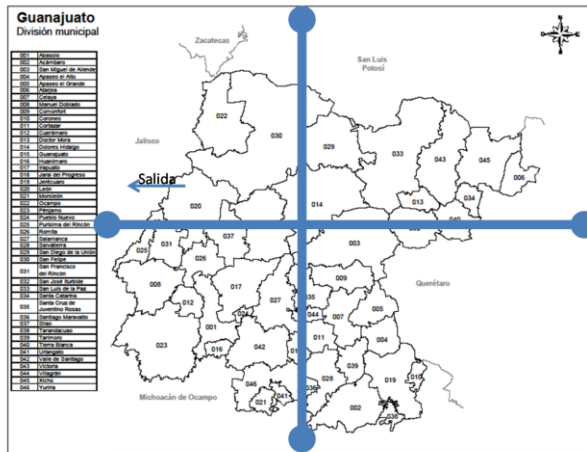 Guanajuato
División municipal
001 Abasolo
002 Acámbaro
003 San Miguel de Allende
004 Apaseo el Alto
005 Apaseo el Grande
006 Atarjea
007 Celaya
008 Manuel Doblado
009 Comonfort
010 Coroneo
011 Cortazar
012 Cuerámaro
013 Doctor Mora
014 Dolores Hidalgo
015 Guanajuato
016 Huanímaro
017 Irapuato
018 Jaral del Progreso
019 Jerécuaro
020 León
021 Moroleón
022 Ocampo
023 Pénjamo
024 Pueblo Nuevo
025 Purísima del Rincón
026 Romita
027 Salamanca
028 Salvatierra
029 San Diego de la Unión
030 San Felipe
031 San Francisco del Rincón
032 San José Iturbide
033 San Luis de la Paz
034 Santa Catarina
035 Santa Cruz de Juventino Rosas
036 Santiago Maravatío
037 Silao
038 Tarandacuao
039 Tarimoro
040 Tierra Blanca
041 Uriangato
042 Valle de Santiago
043 Victoria
044 Villagrán
045 Xichú
046 Yuriria
Zacatecas
San Luis
Potosí
Jalisco
Salida
Querétaro
Michoacán de Ocampo
022
030
029
033
043
045
006
034
013
020
014
037
003
025
031
026
008
012
017
027
009
035
044
007
005
001
024
011
004
023
016
042
039
028
019
010
046
041
021
036
002
038